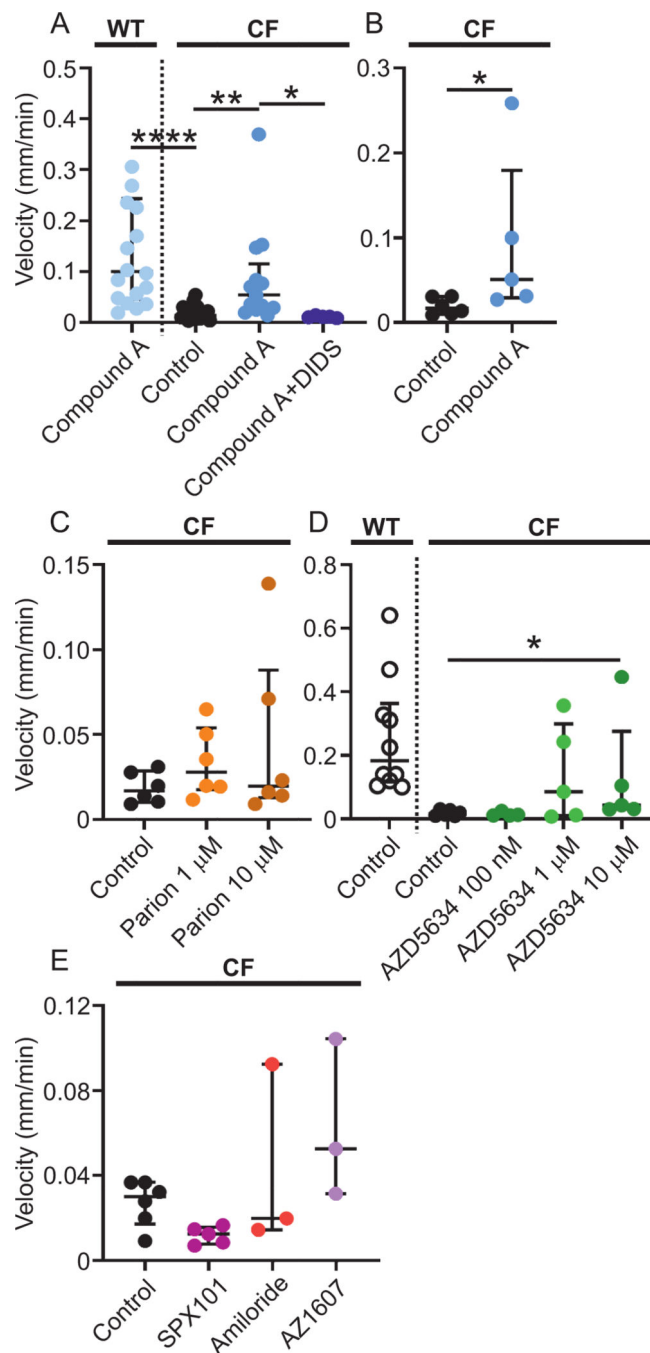 A
WT
CF
Velocity (mm/min)
0.5
0.4
0.3
0.2
0.1
0
****
**
*
Compound A
Control
Compound A
Compound A+DIDS
B
CF
0.3
0.2
0.1
0
*
Control
Compound A
C
CF
Velocity (mm/min)
0.15
0.10
0.05
0
Control
Parion 1 µM
Parion 10 µM
D
WT
CF
0.8
0.6
0.4
0.2
0
*
Control
Control
AZD5634 100 nM
AZD5634 1 µM
AZD5634 10 µM
E
CF
Velocity (mm/min)
0.12
0.08
0.04
0
Control
SPX101
Amiloride
AZ1607